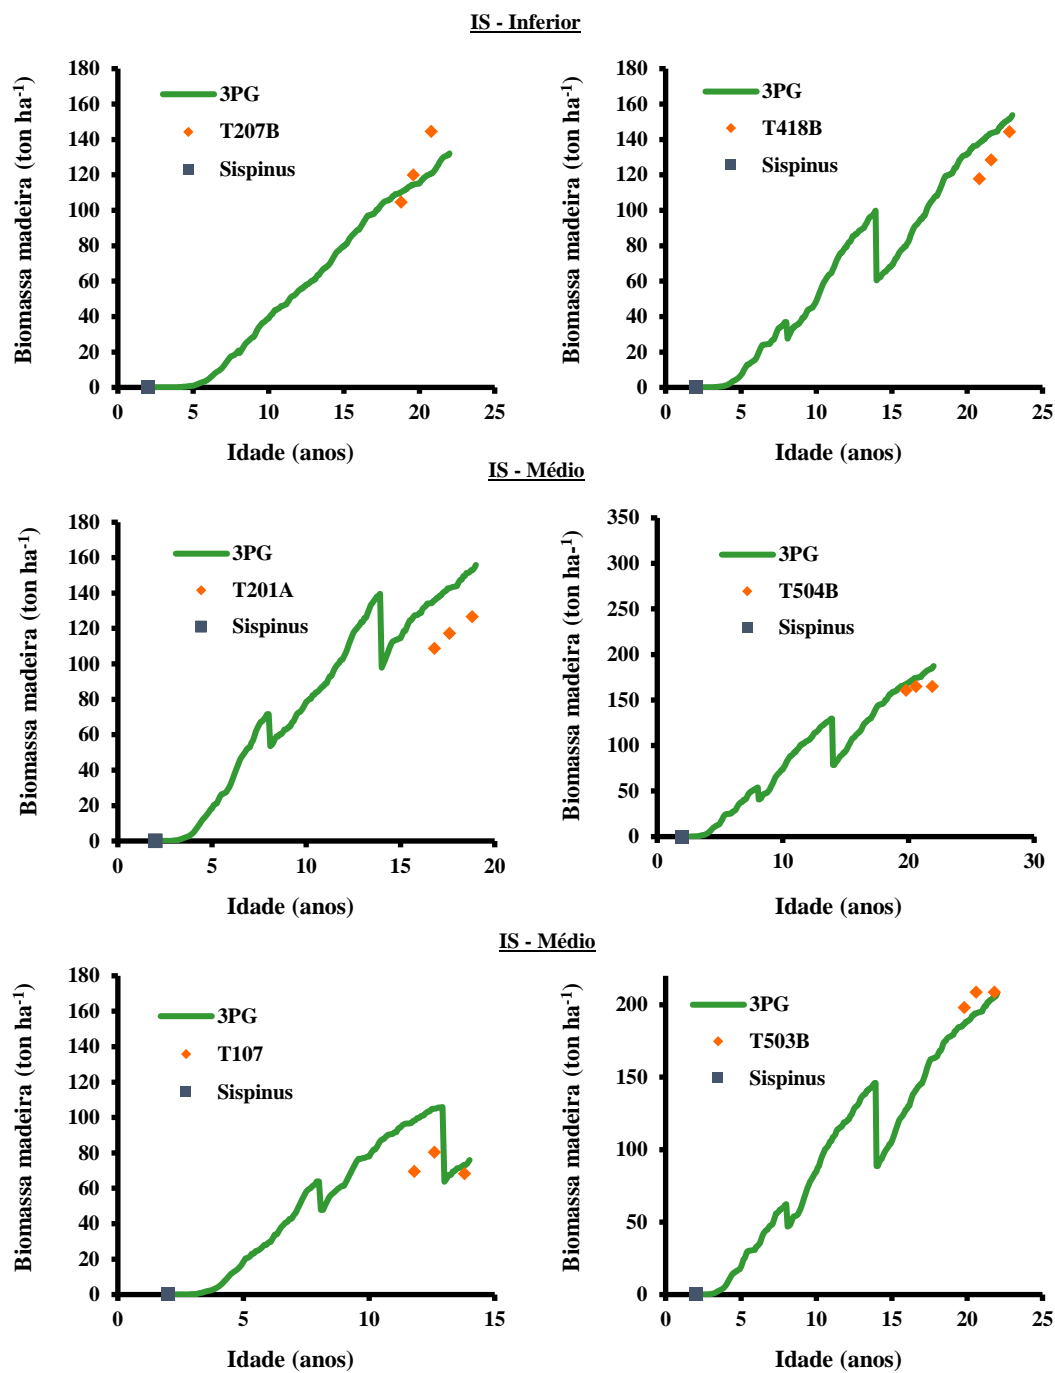 IS - Inferior
180
160
140
120
100
80
60
40
20
0
Biomassa madeira (ton ha-1)
3PG
T207B
Sispinus
0 5 10 15 20 25
Idade (anos)
180
160
140
120
100
80
60
40
20
0
Biomassa madeira (ton ha-1)
3PG
T418B
Sispinus
0 5 10 15 20 25
Idade (anos)
IS - Médio
180
160
140
120
100
80
60
40
20
0
Biomassa madeira (ton ha-1)
3PG
T201A
Sispinus
0 5 10 15 20
Idade (anos)
350
300
250
200
150
100
50
0
Biomassa madeira (ton ha-1)
3PG
T504B
Sispinus
0 10 20 30
Idade (anos)
IS - Médio
180
160
140
120
100
80
60
40
20
0
Biomassa madeira (ton ha-1)
3PG
T107
Sispinus
0 5 10 15
Idade (anos)
200
150
100
50
0
Biomassa madeira (ton ha-1)
3PG
T503B
Sispinus
0 5 10 15 20 25
Idade (anos)